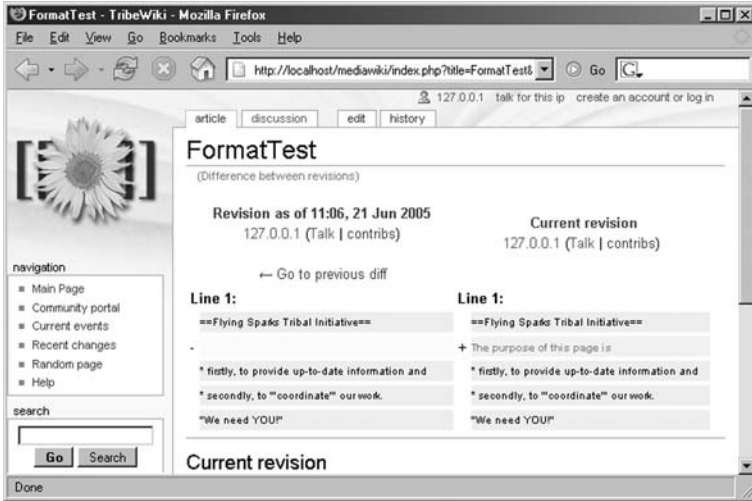 FormatTest - TribeWiki - Mozilla Firefox
File Edit View Go Bookmarks Tools Help
http://localhost/mediawiki/index.php?title=FormatTest& Go G
127.0.0.1 talk for this ip create an account or log in
article discussion edit history
FormatTest
(Difference between revisions)
Revision as of 11:06, 21 Jun 2005
127.0.0.1 (Talk | contribs)
← Go to previous diff
Current revision
127.0.0.1 (Talk | contribs)
Line 1: Line 1:
==Flying Sparks Tribal Initiative== ==Flying Sparks Tribal Initiative==
- + The purpose of this page is
* firstly, to provide up-to-date information and * firstly, to provide up-to-date information and
* secondly, to '''coordinate''' our work. * secondly, to '''coordinate''' our work.
''We need YOU!'' ''We need YOU!''
Current revision
navigation
Main Page
Community portal
Current events
Recent changes
Random page
Help
search
Go Search
Done